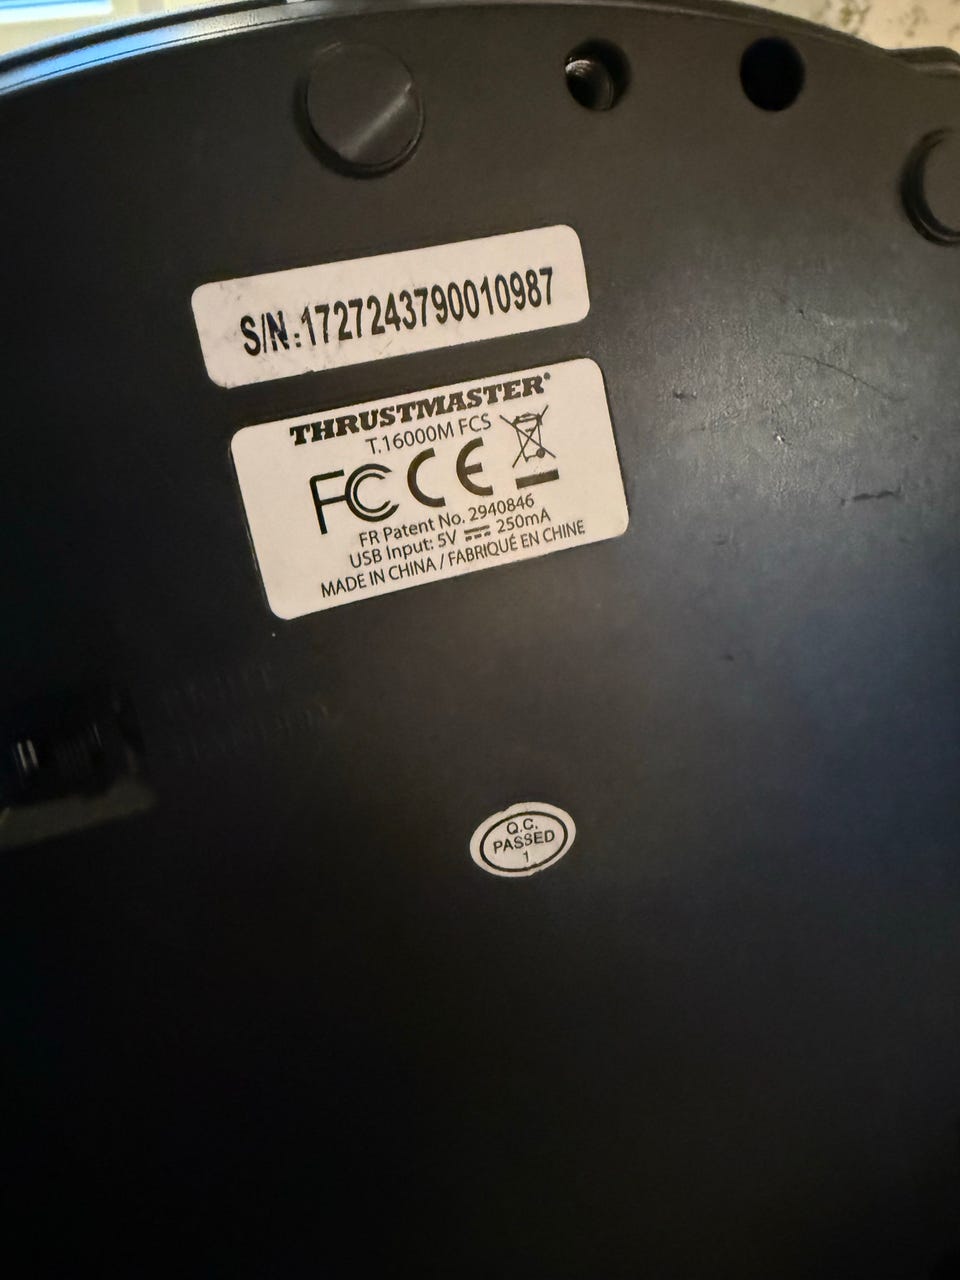 S/N:1727243790010987
THRUSTMASTER®
T.16000M FCS
FC CE
FR Patent No. 2940846
USB Input: 5V ⎓ 250mA
MADE IN CHINA / FABRIQUÉ EN CHINE
Q.C.
PASSED
1